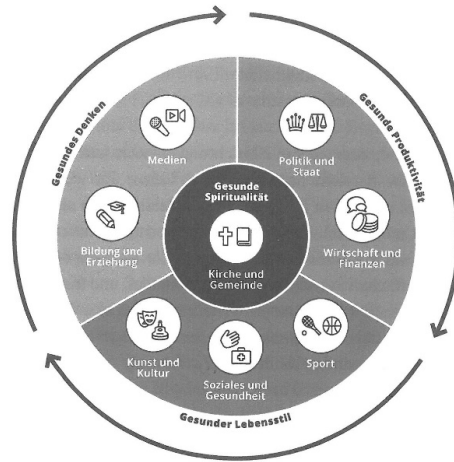 Gesundes Denken
Medien
Bildung und
Erziehung
Gesunde Produktivität
Politik und
Staat
Wirtschaft und
Finanzen
Gesunde
Spiritualität
Kirche und
Gemeinde
Kunst und
Kultur
Soziales und
Gesundheit
Sport
Gesunder Lebensstil